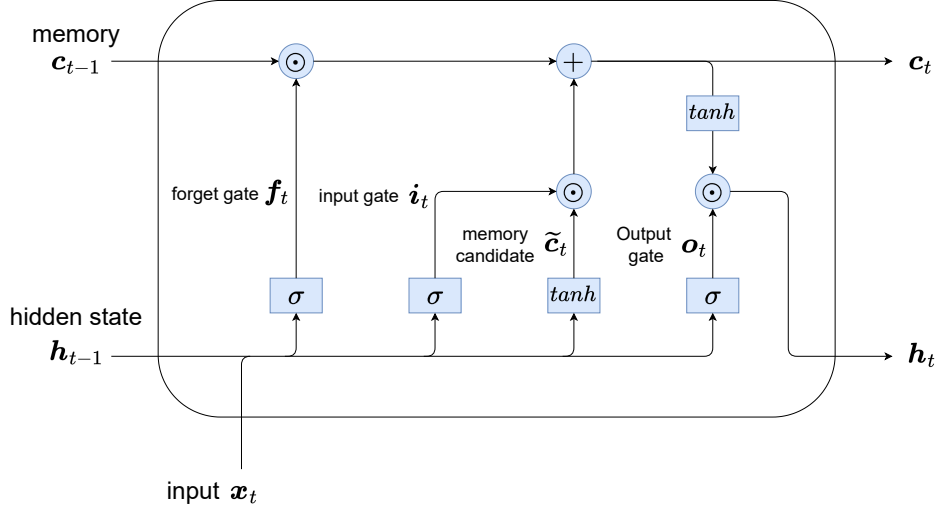 memory
c_{t-1}
c_t
⊙
+
tanh
forget gate f_t
input gate i_t
⊙
⊙
memory
candidate c̃_t
Output
gate o_t
σ
σ
tanh
σ
hidden state
h_{t-1}
h_t
input x_t